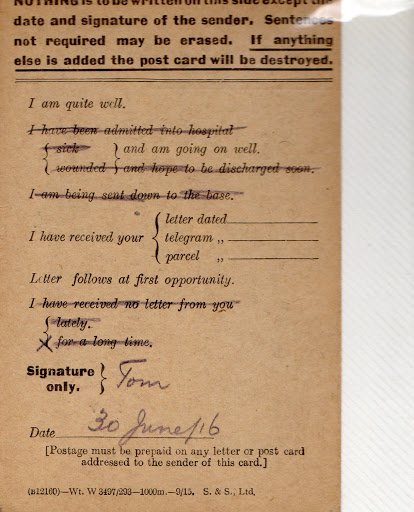 NOTHING is to be written on this side except the
date and signature of the sender. Sentences
not required may be erased. If anything
else is added the post card will be destroyed.
I am quite well.
I have been admitted into hospital
{ sick } and am going on well.
{ wounded } and hope to be discharged soon.
I am being sent down to the base.
I have received your { letter dated
telegram ,,
parcel ,,
Letter follows at first opportunity.
I have received no letter from you
{ lately.
for a long time.
Signature only. } Tom
Date 30 June/16
[Postage must be prepaid on any letter or post card
addressed to the sender of this card.]
(B12160)—Wt. W3497/293—1000m.—9/15. S. & S., Ltd.